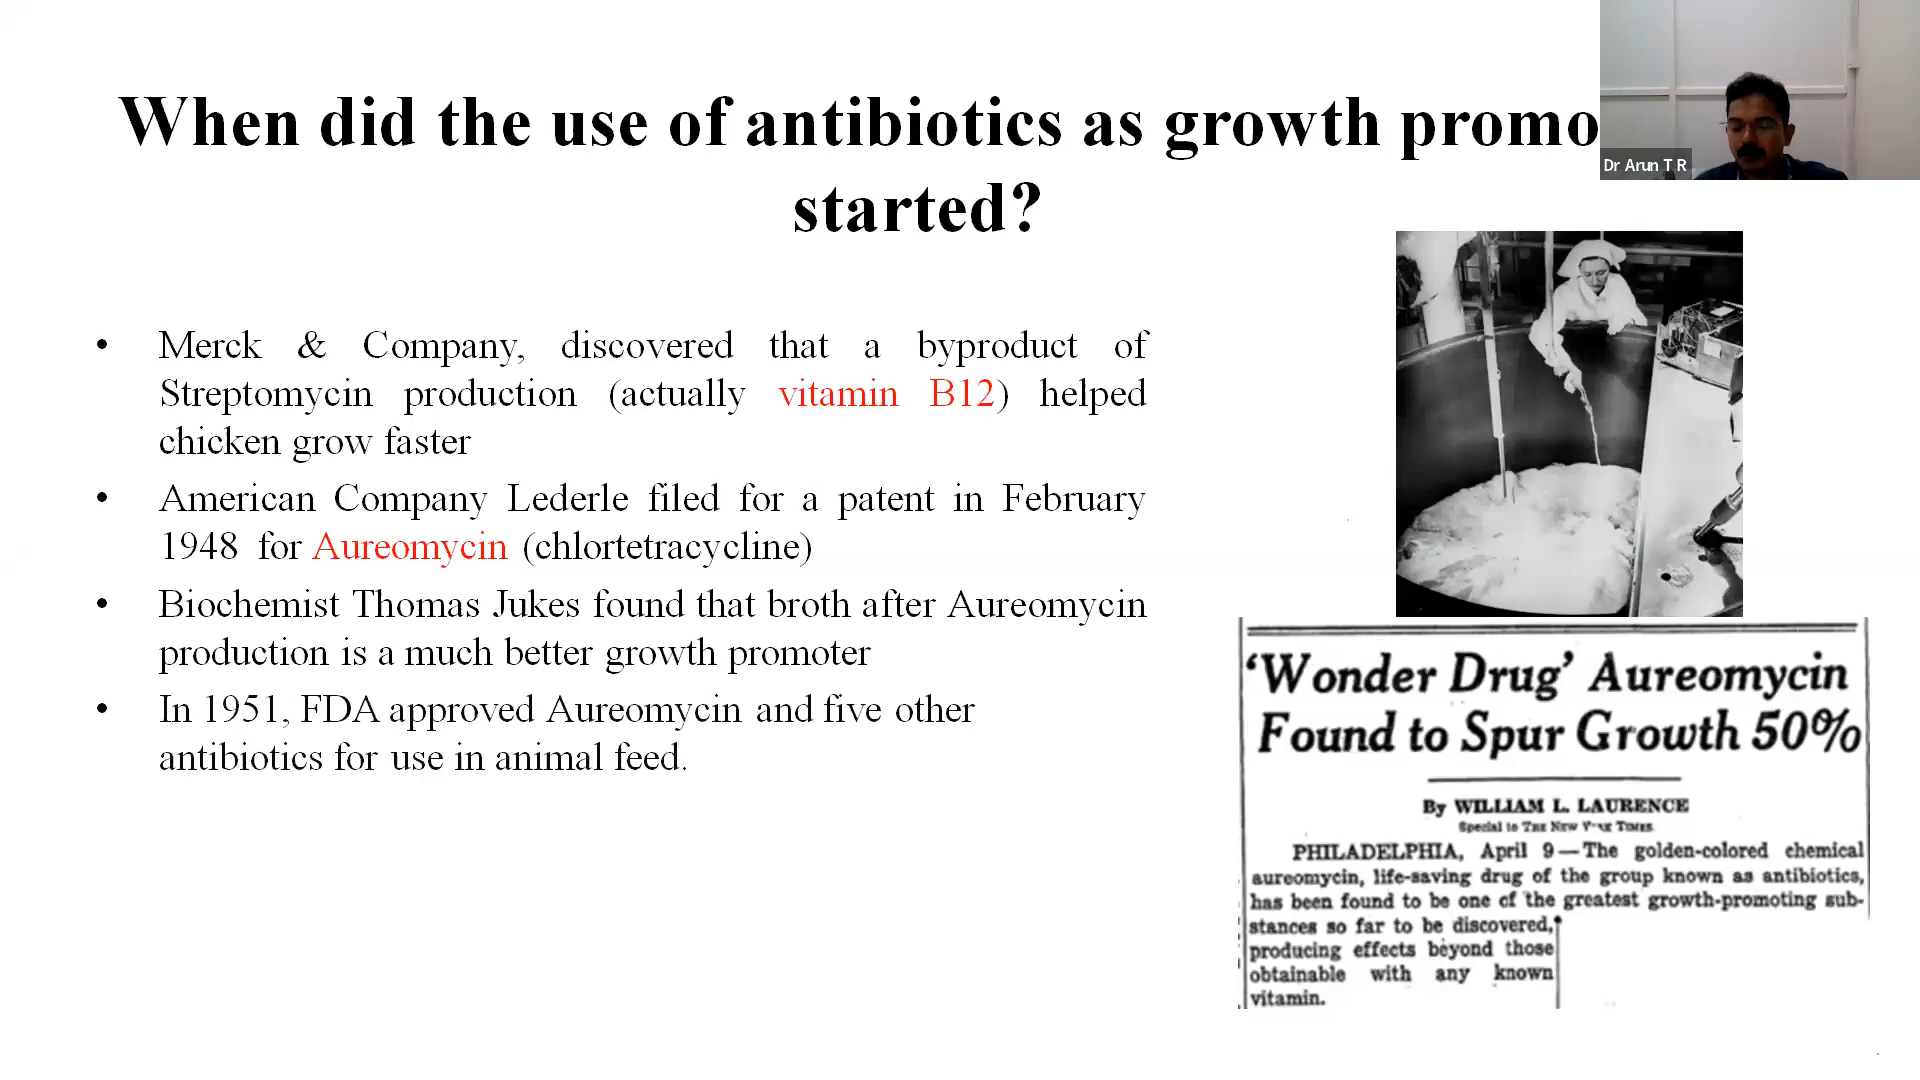 When did the use of antibiotics as growth promo
started?
Dr Arun T R
• Merck & Company, discovered that a byproduct of
Streptomycin production (actually vitamin B12) helped
chicken grow faster
• American Company Lederle filed for a patent in February
1948 for Aureomycin (chlortetracycline)
• Biochemist Thomas Jukes found that broth after Aureomycin
production is a much better growth promoter
• In 1951, FDA approved Aureomycin and five other
antibiotics for use in animal feed.
‘Wonder Drug’ Aureomycin
Found to Spur Growth 50%
By WILLIAM L. LAURENCE
Special to THE NEW YORK TIMES
PHILADELPHIA, April 9—The golden-colored chemical
aureomycin, life-saving drug of the group known as antibiotics,
has been found to be one of the greatest growth-promoting sub-
stances so far to be discovered,
producing effects beyond those
obtainable with any known
vitamin.